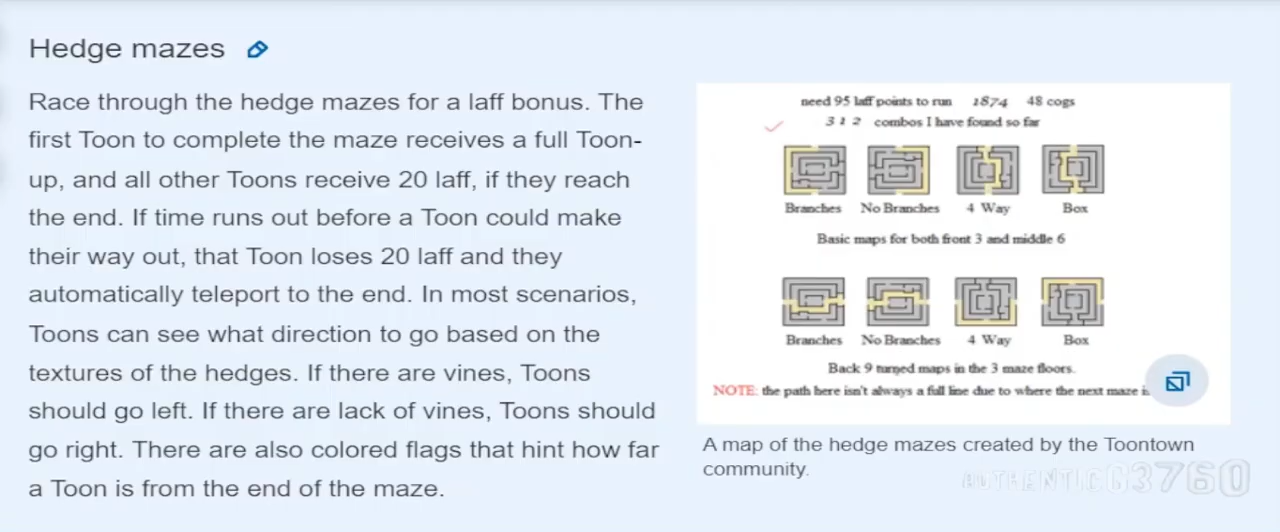 Hedge mazes
Race through the hedge mazes for a laff bonus. The
first Toon to complete the maze receives a full Toon-
up, and all other Toons receive 20 laff, if they reach
the end. If time runs out before a Toon could make
their way out, that Toon loses 20 laff and they
automatically teleport to the end. In most scenarios,
Toons can see what direction to go based on the
textures of the hedges. If there are vines, Toons
should go left. If there are lack of vines, Toons should
go right. There are also colored flags that hint how far
a Toon is from the end of the maze.
need 95 laff points to run 1874 48 cogs
3 1 2 combos I have found so far
Branches No Branches 4 Way Box
Basic maps for both front 3 and middle 6
Branches No Branches 4 Way Box
Back 9 turned maps in the 3 maze floors.
NOTE: the path here isn't always a full line due to where the next maze
A map of the hedge mazes created by the Toontown
community.